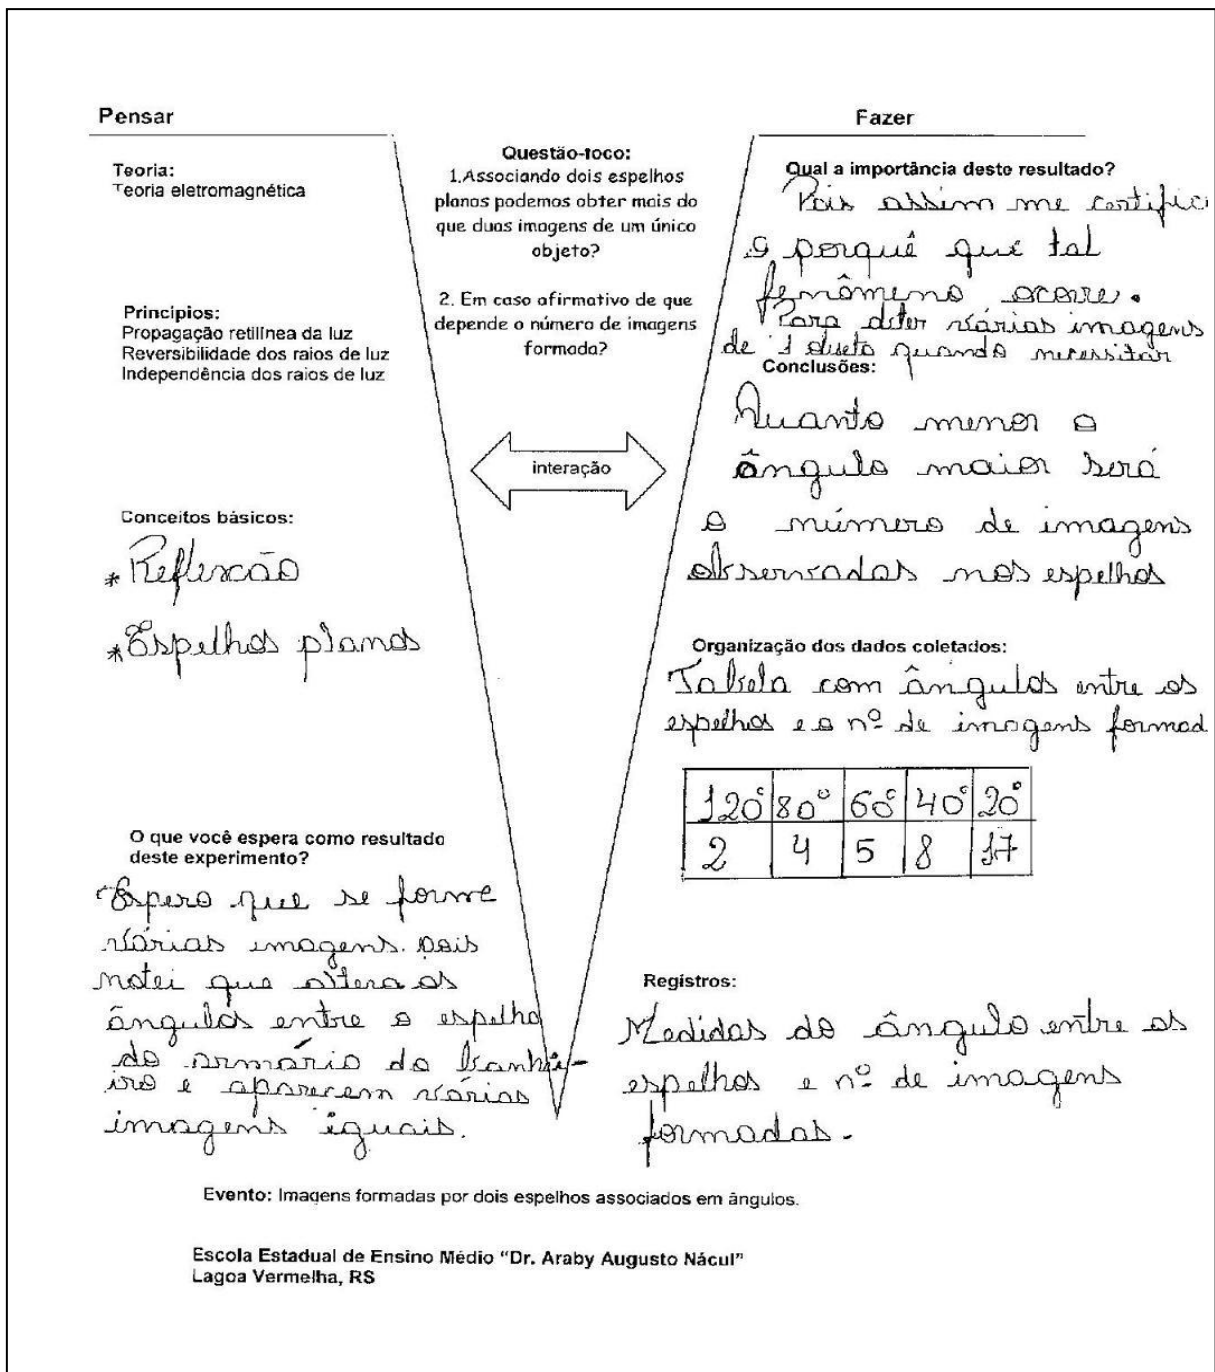 Pensar
Teoria:
Teoria eletromagnética
Princípios:
Propagação retilínea da luz
Reversibilidade dos raios de luz
Independência dos raios de luz
Conceitos básicos:
* Reflexão
* Espelhos planos
O que você espera como resultado
deste experimento?
Espero que se forme
várias imagens. pois
notei que altera os
ângulos entre o espelho
do armário do banhei-
iro e aparecem várias
imagens iguais.
Questão-foco:
1.Associando dois espelhos
planos podemos obter mais do
que duas imagens de um único
objeto?
2. Em caso afirmativo de que
depende o número de imagens
formada?
interação
Fazer
Qual a importância deste resultado?
Pois assim me certific
o porquê que tal
fenômeno ocorre.
Para obter várias imagens
de 1 objeto quando necessitar
Conclusões:
Quanto menor o
ângulo maior será
o número de imagens
observadas nos espelhos
Organização dos dados coletados:
Tabela com ângulos entre os
espelhos e o nº de imagens formad
120° 80° 60° 40° 20°
2 4 5 8 17
Registros:
Medidas do ângulo entre os
espelhos e nº de imagens
formadas.
Evento: Imagens formadas por dois espelhos associados em ângulos.
Escola Estadual de Ensino Médio "Dr. Araby Augusto Nácul"
Lagoa Vermelha, RS